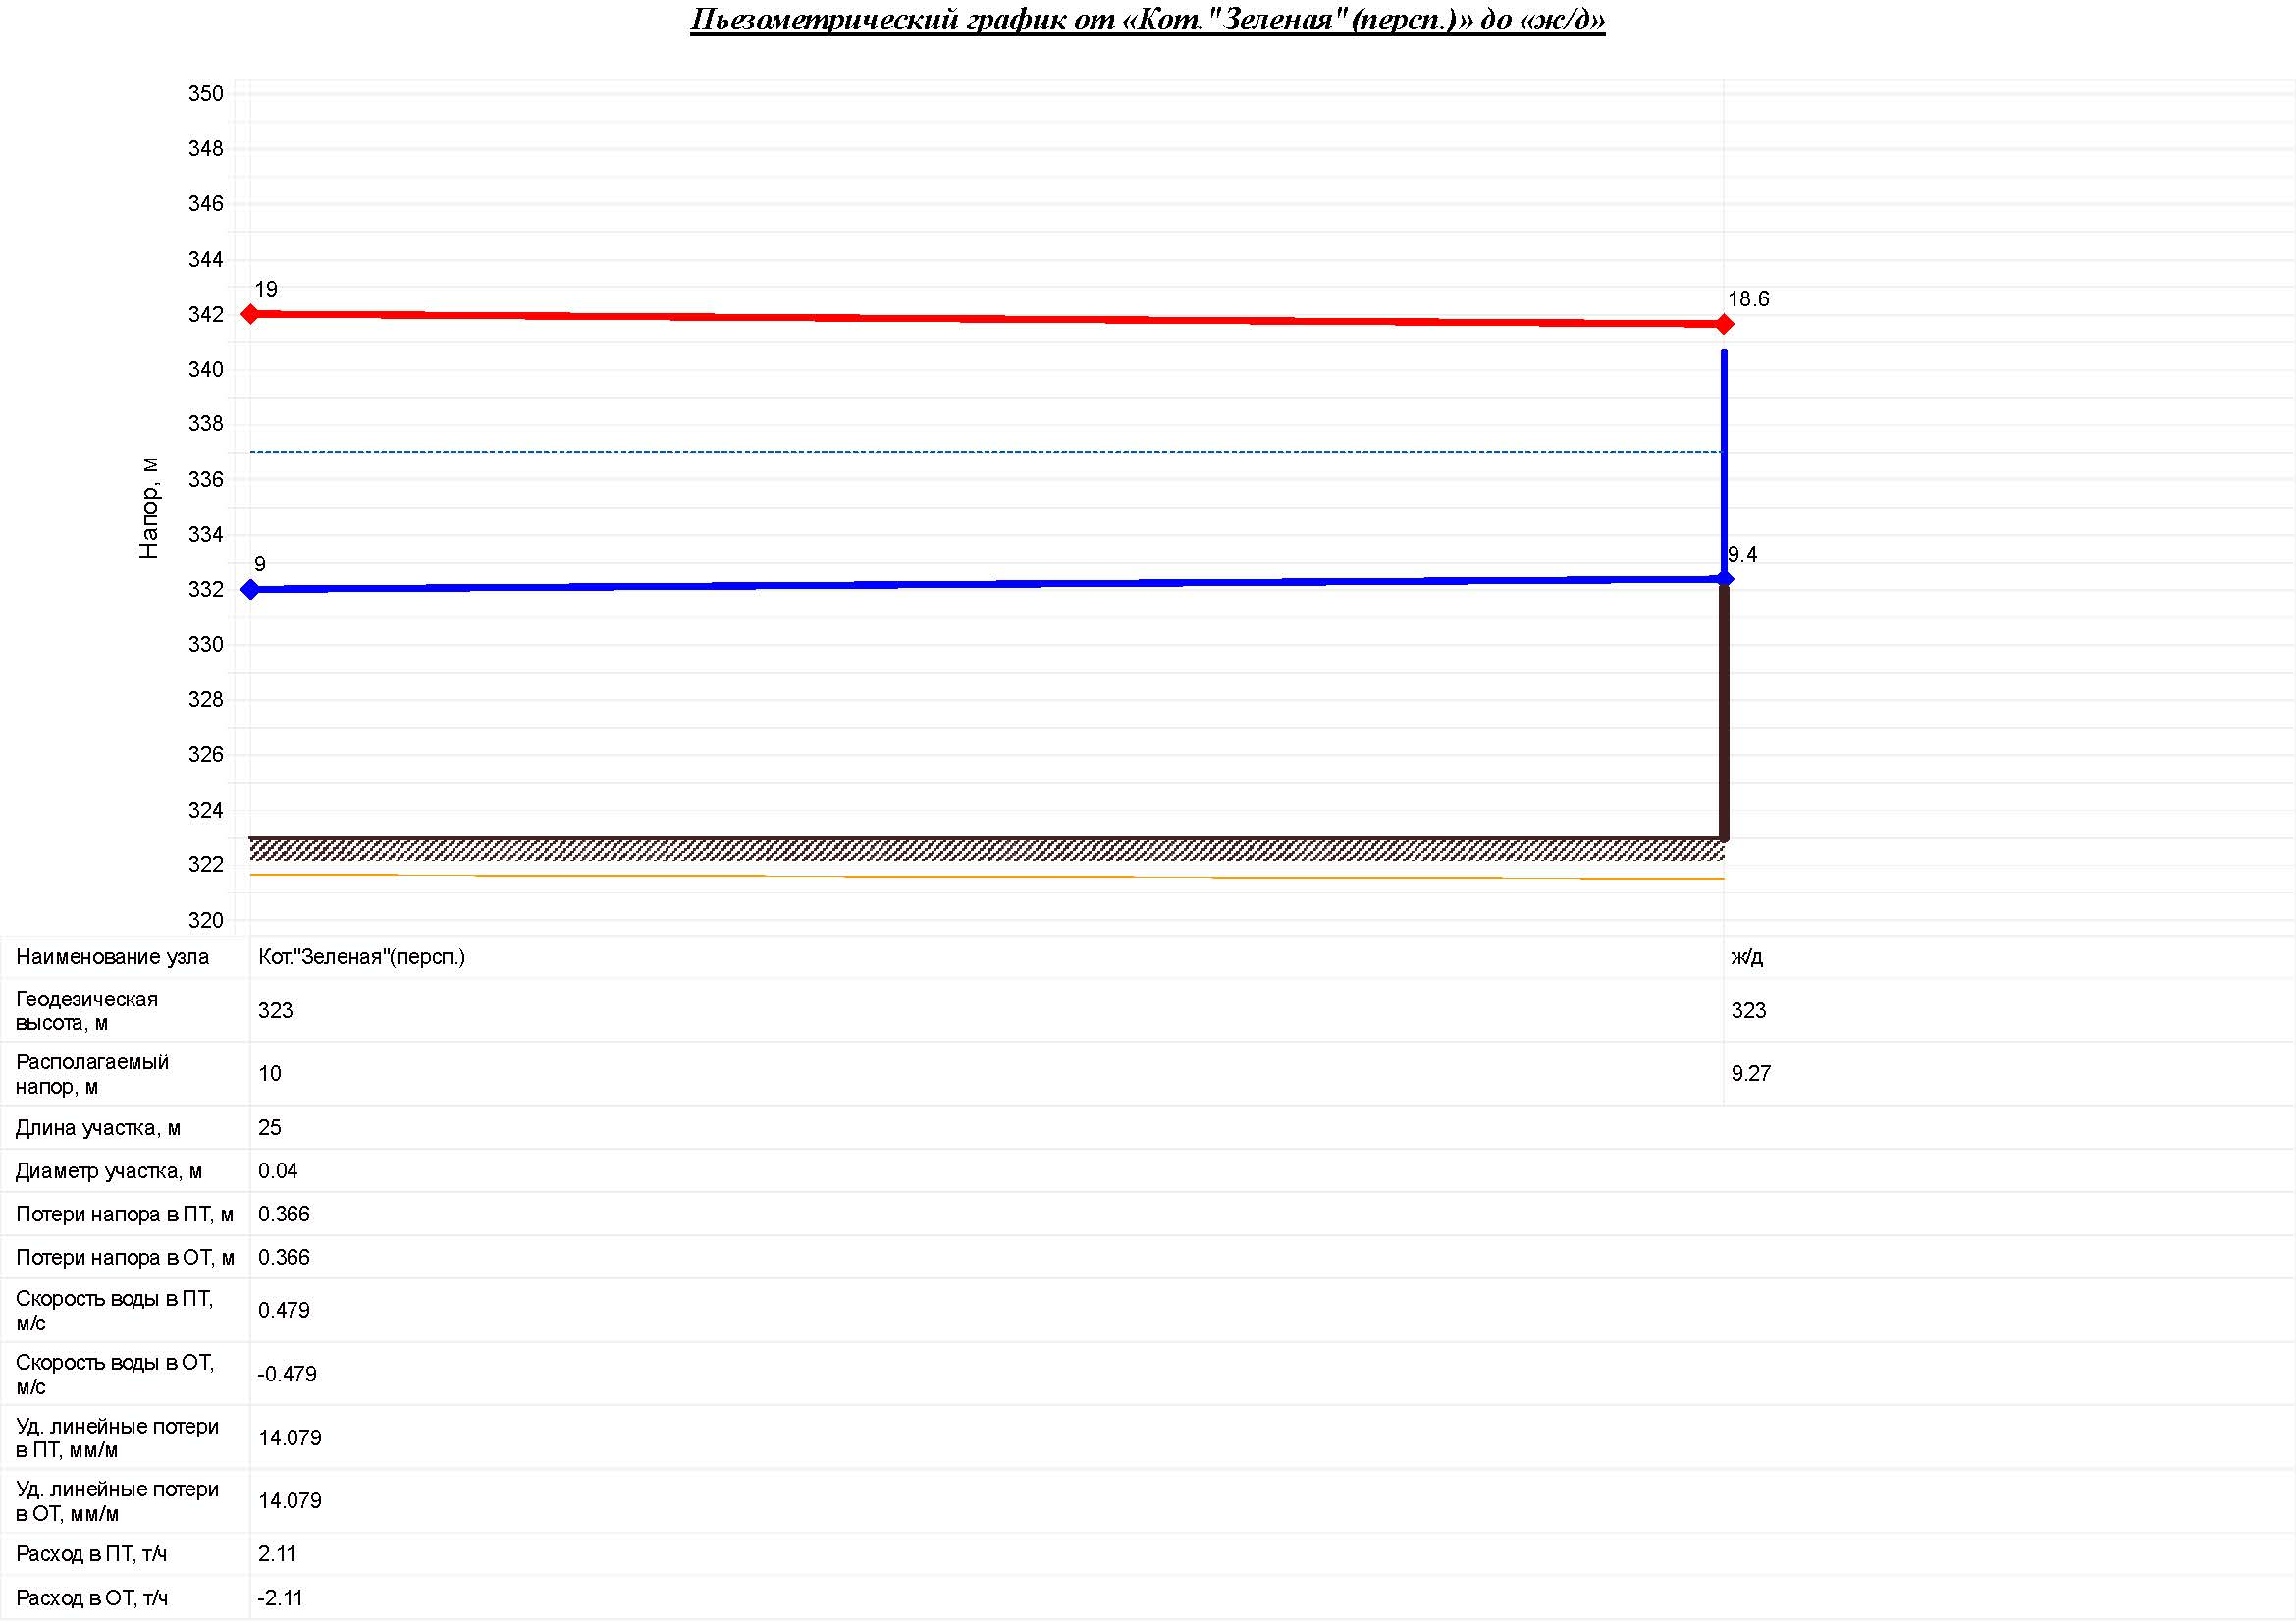 Пьезометрический график от «Кот."Зеленая"(персп.)» до «ж/д»
350
348
346
344
342
340
338
336
334
332
330
328
326
324
322
320
Напор, м
19
18.6
9
9.4
Наименование узла Кот."Зеленая"(персп.) ж/д
Геодезическая
высота, м
323 323
Располагаемый
напор, м
10 9.27
Длина участка, м 25
Диаметр участка, м 0.04
Потери напора в ПТ, м 0.366
Потери напора в ОТ, м 0.366
Скорость воды в ПТ,
м/с
0.479
Скорость воды в ОТ,
м/с
-0.479
Уд. линейные потери
в ПТ, мм/м
14.079
Уд. линейные потери
в ОТ, мм/м
14.079
Расход в ПТ, т/ч 2.11
Расход в ОТ, т/ч -2.11